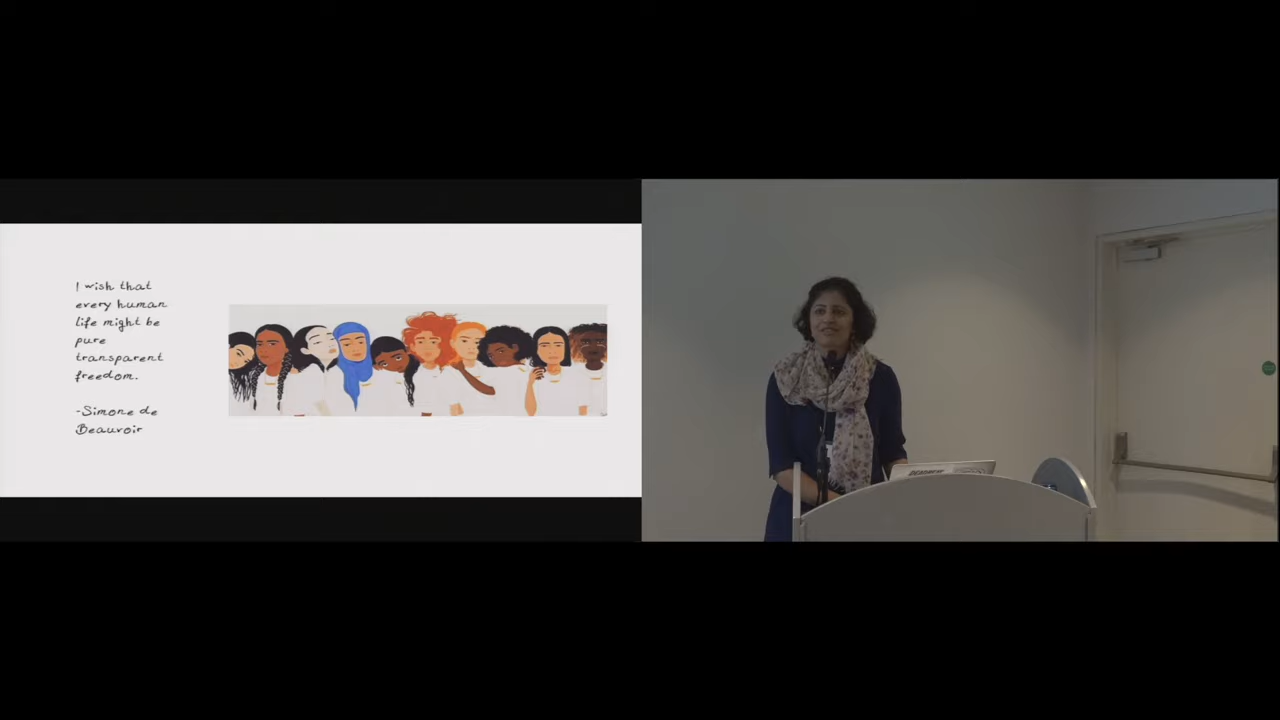 I wish that
every human
life might be
pure
transparent
freedom.
-Simone de
Beauvoir